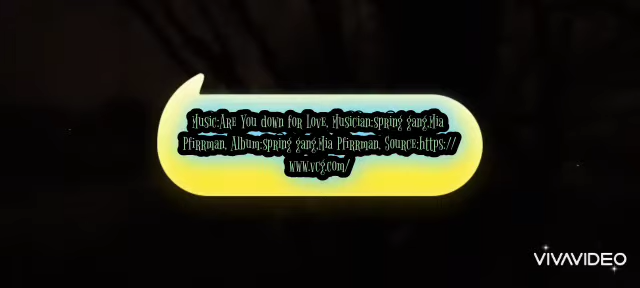 Music:Are You down for Love, Musician:spring gang,Mia
Pfirrman, Album:spring gang,Mia Pfirrman, Source:https://
www.vcg.com/
VIVAVIDEO